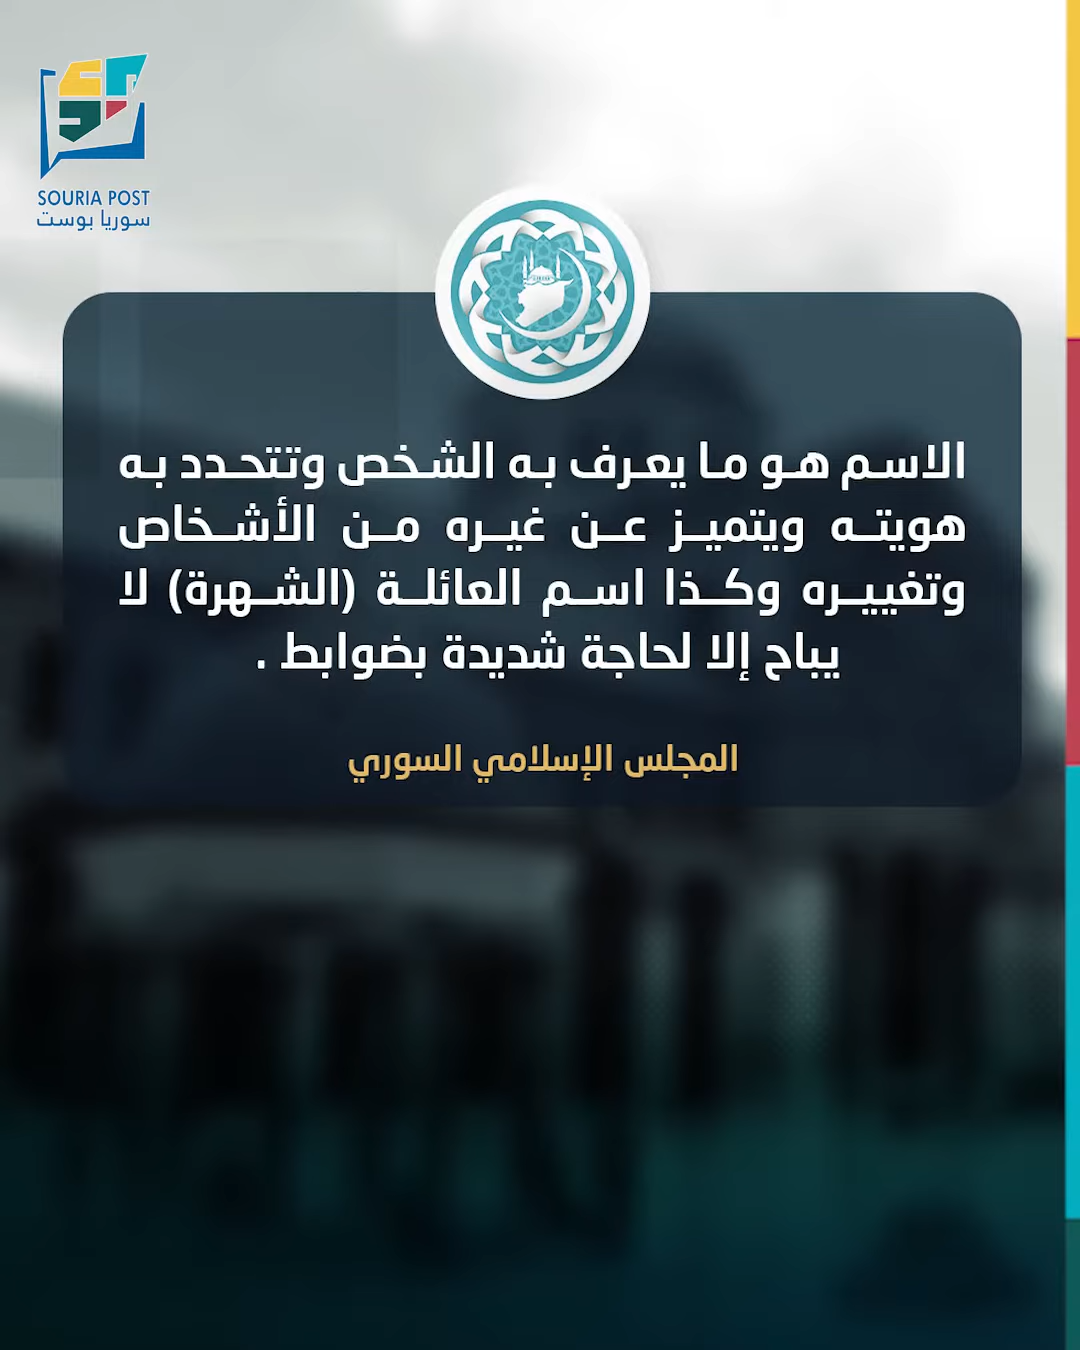 SOURIA POST
سوريا بوست
الاسم هو ما يعرف به الشخص وتتحدد به
هويته ويتميز عن غيره من الأشخاص
وتغييره وكذا اسم العائلة (الشهرة) لا
يباح إلا لحاجة شديدة بضوابط .
المجلس الإسلامي السوري